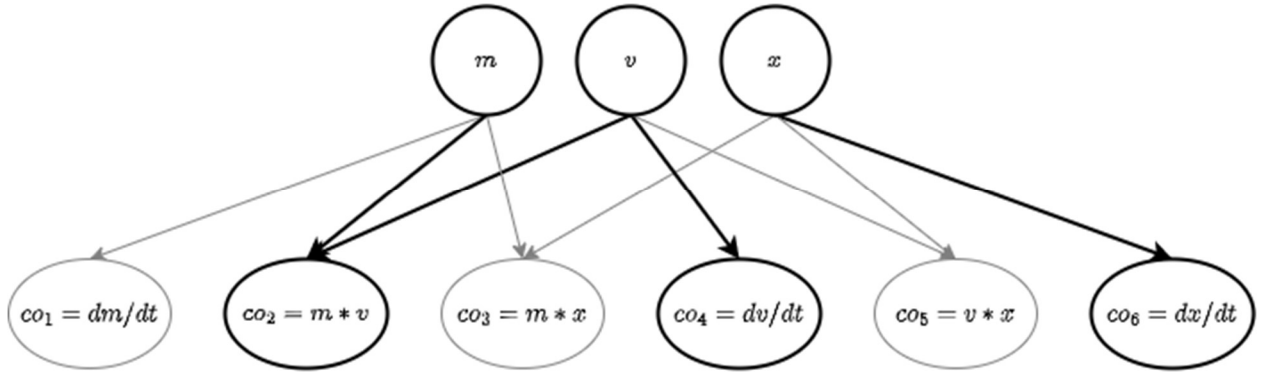 m
v
x
co₁ = dm/dt
co₂ = m * v
co₃ = m * x
co₄ = dv/dt
co₅ = v * x
co₆ = dx/dt